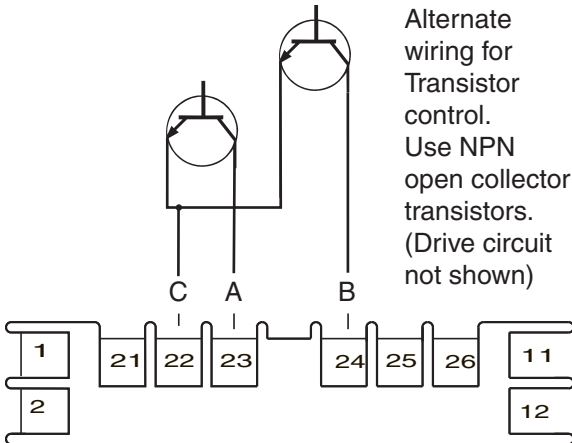 Alternate
wiring for
Transistor
control.
Use NPN
open collector
transistors.
(Drive circuit
not shown)
C A B
1 21 22 23 24 25 26 11
2 12